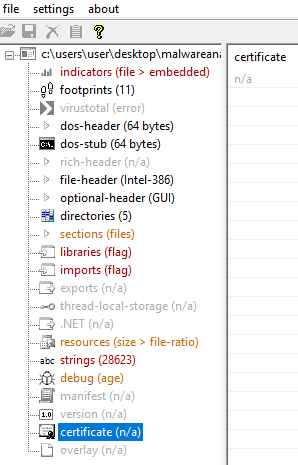 file settings about
c:\users\user\desktop\malwareana
indicators (file > embedded)
footprints (11)
virustotal (error)
dos-header (64 bytes)
dos-stub (64 bytes)
rich-header (n/a)
file-header (Intel-386)
optional-header (GUI)
directories (5)
sections (files)
libraries (flag)
imports (flag)
exports (n/a)
thread-local-storage (n/a)
.NET (n/a)
resources (size > file-ratio)
abc strings (28623)
debug (age)
manifest (n/a)
1.0 version (n/a)
certificate (n/a)
overlay (n/a)
certificate
n/a